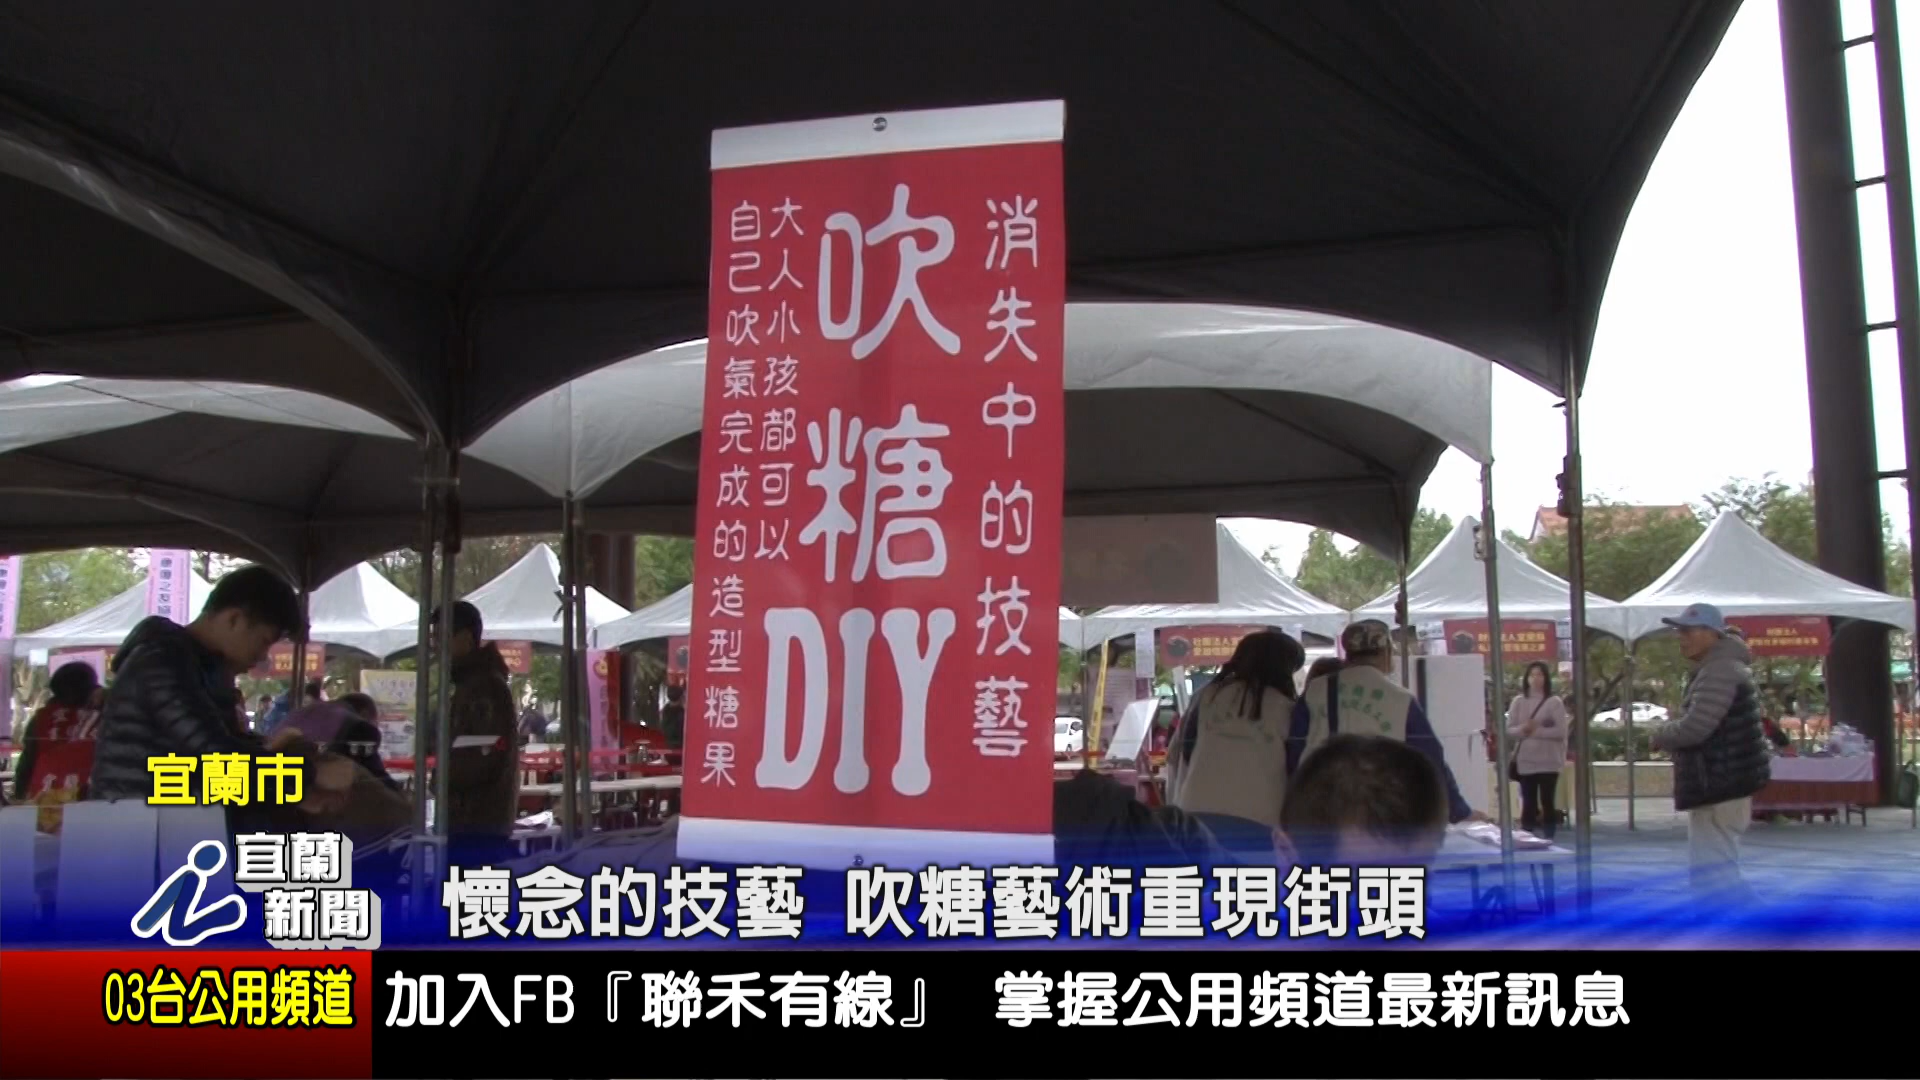 消失中的技藝
吹糖DIY
大人小孩都可以
自己吹氣完成的造型糖果
宜蘭市
宜蘭
新聞
懷念的技藝 吹糖藝術重現街頭
03台公用頻道
加入FB『聯禾有線』 掌握公用頻道最新訊息